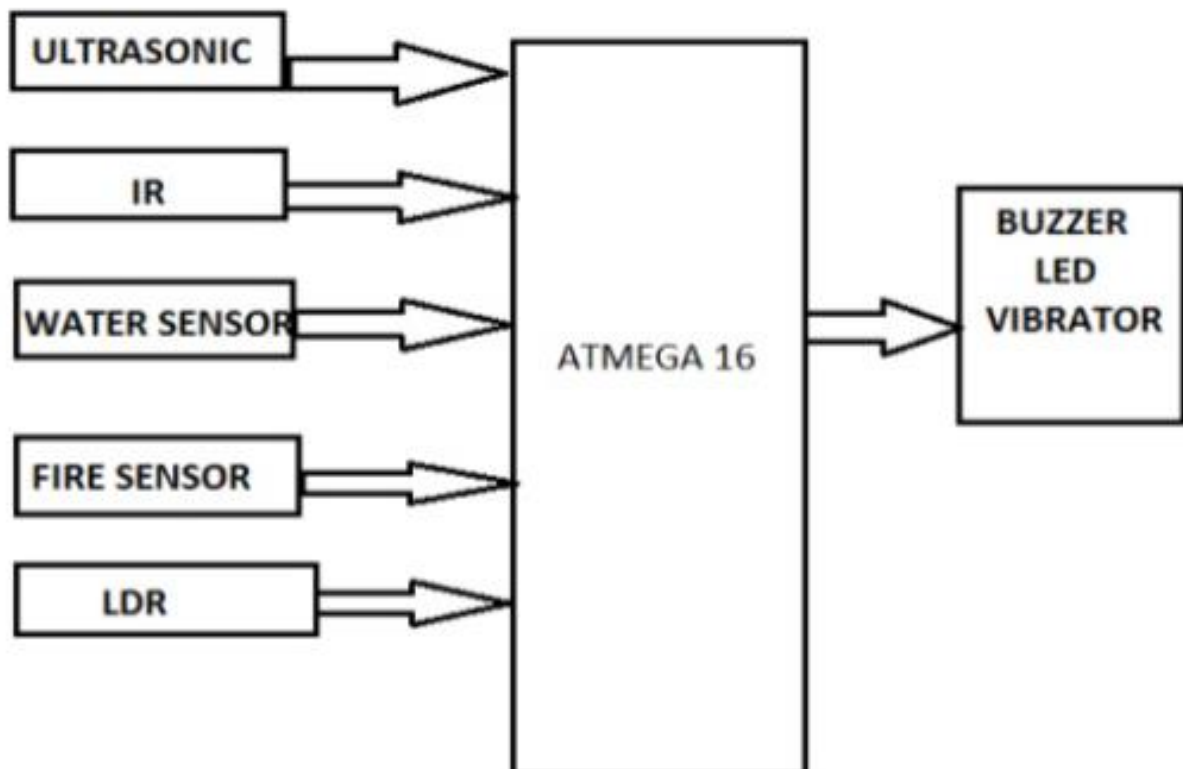 ULTRASONIC
IR
WATER SENSOR
FIRE SENSOR
LDR
ATMEGA 16
BUZZER
LED
VIBRATOR